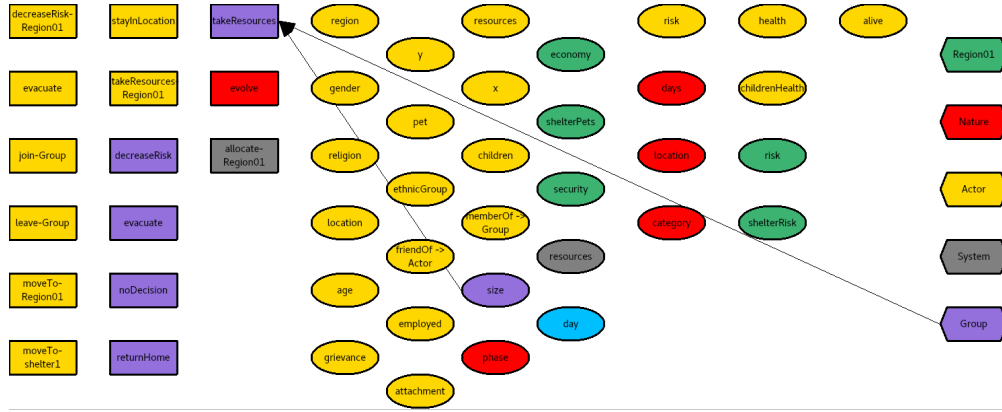 decreaseRisk-
Region01
stayInLocation
takeResources
region
resources
risk
health
alive
y
economy
Region01
evacuate
takeResources-
Region01
evolve
gender
x
days
childrenHealth
pet
shelterPets
Nature
join-Group
decreaseRisk
allocate-
Region01
religion
children
location
risk
ethnicGroup
security
Actor
leave-Group
evacuate
location
memberOf ->
Group
category
shelterRisk
friendOf ->
Actor
resources
System
moveTo-
Region01
noDecision
age
size
employed
day
Group
moveTo-
shelter1
returnHome
grievance
phase
attachment